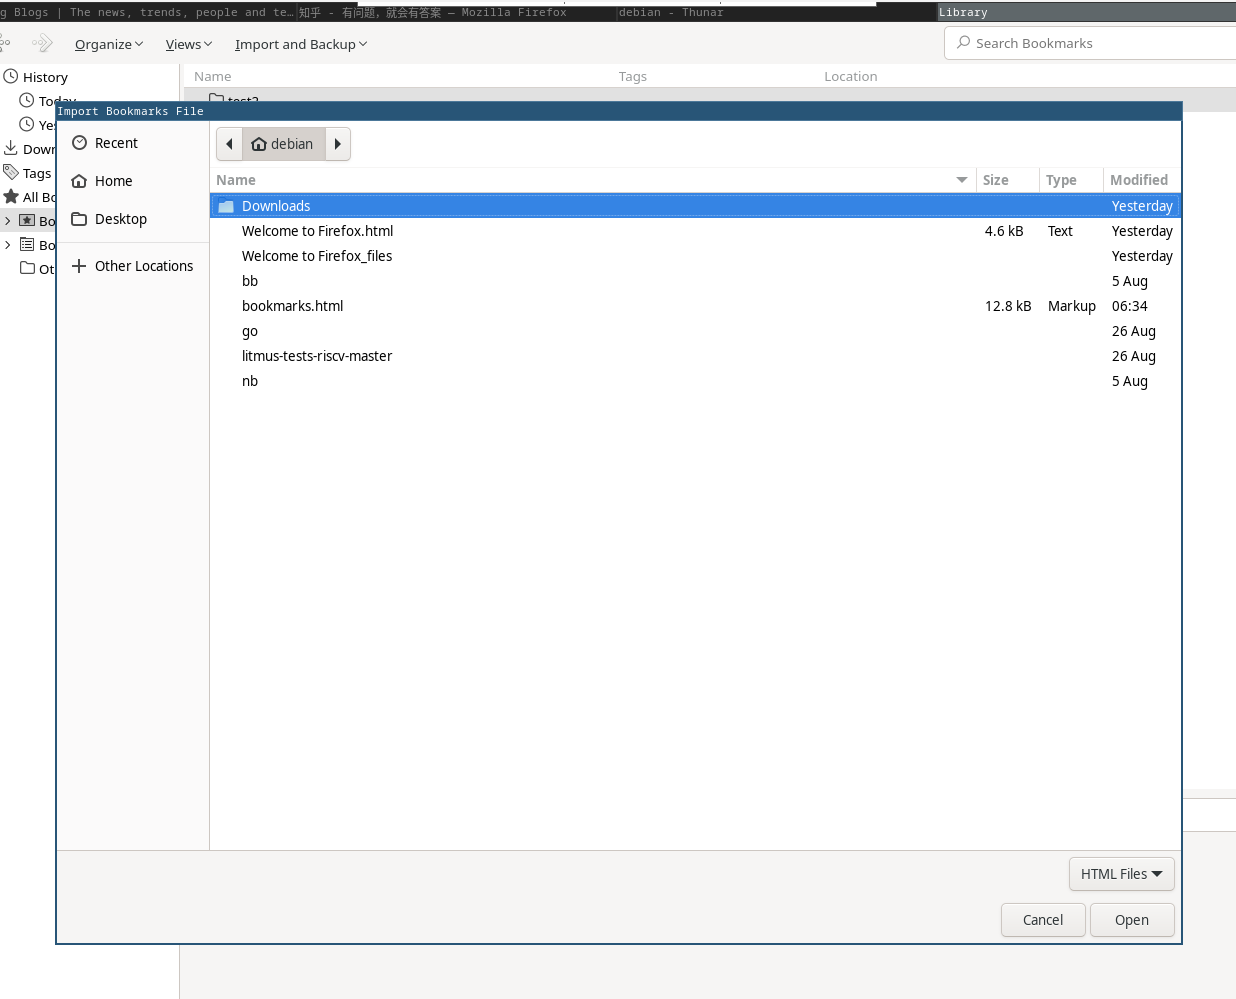 g Blogs | The news, trends, people and te… 知乎 - 有问题，就会有答案 — Mozilla Firefox debian - Thunar Library
Organize Views Import and Backup Search Bookmarks
History Name Tags Location
Import Bookmarks File
Recent debian
Home Name Size Type Modified
Desktop Downloads Yesterday
Welcome to Firefox.html 4.6 kB Text Yesterday
Other Locations Welcome to Firefox_files Yesterday
bb 5 Aug
bookmarks.html 12.8 kB Markup 06:34
go 26 Aug
litmus-tests-riscv-master 26 Aug
nb 5 Aug
Tags
All Bo
Bo
Bo
Ot
HTML Files
Cancel Open